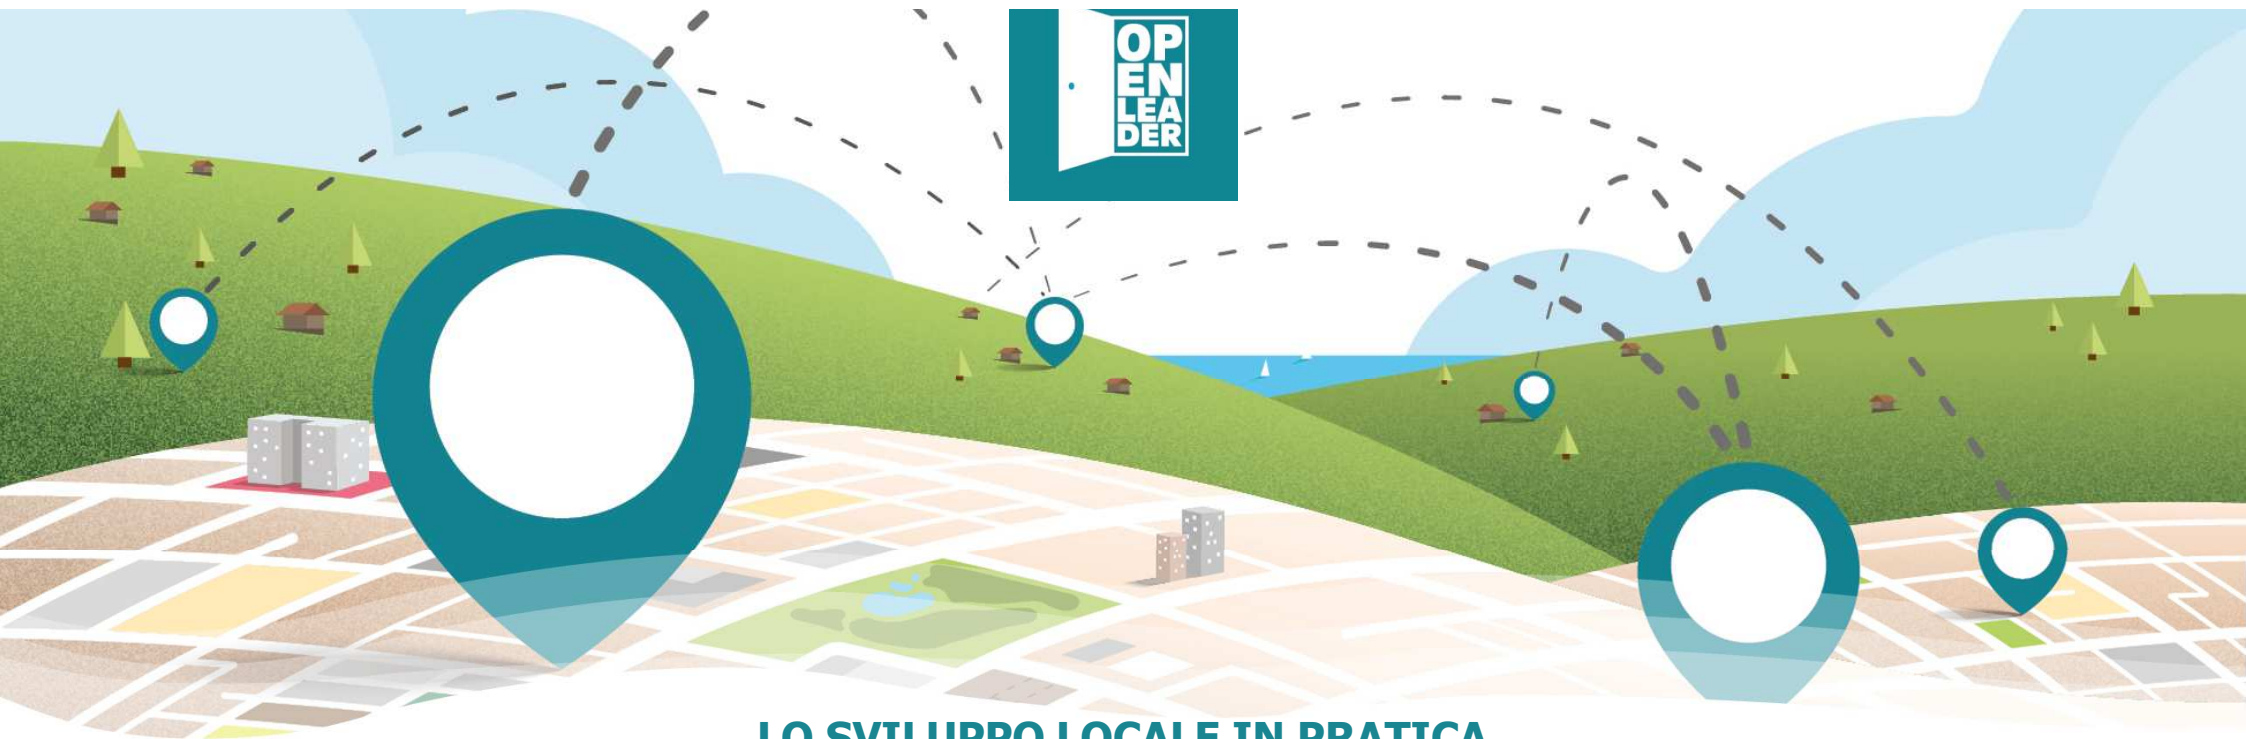 OP
EN
LEA
DER
LO SVILUPPO LOCALE IN PRATICA